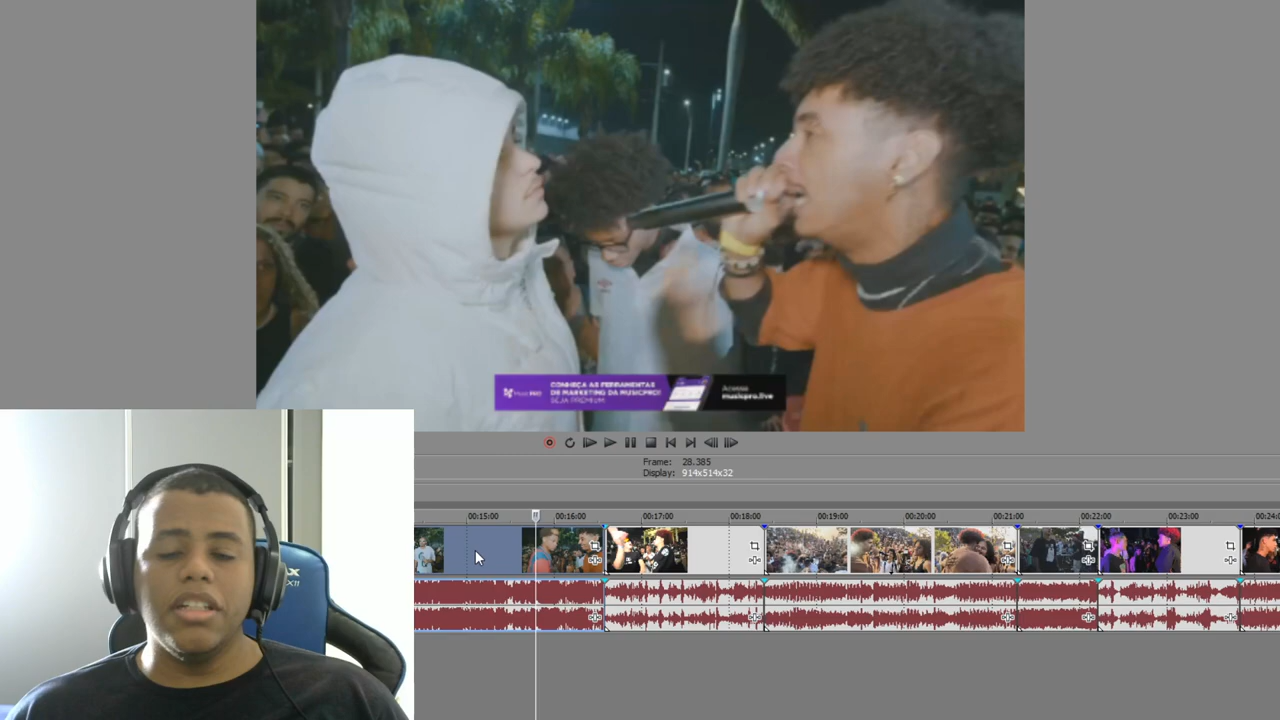 MusicPRO
CONHEÇA AS FERRAMENTAS
DE MARKETING DA MUSICPRO!
SEJA PREMIUM!
Acesse
musicpro.live
Frame: 28.385
Display: 914x514x32
00:15:00 00:16:00 00:17:00 00:18:00 00:19:00 00:20:00 00:21:00 00:22:00 00:23:00